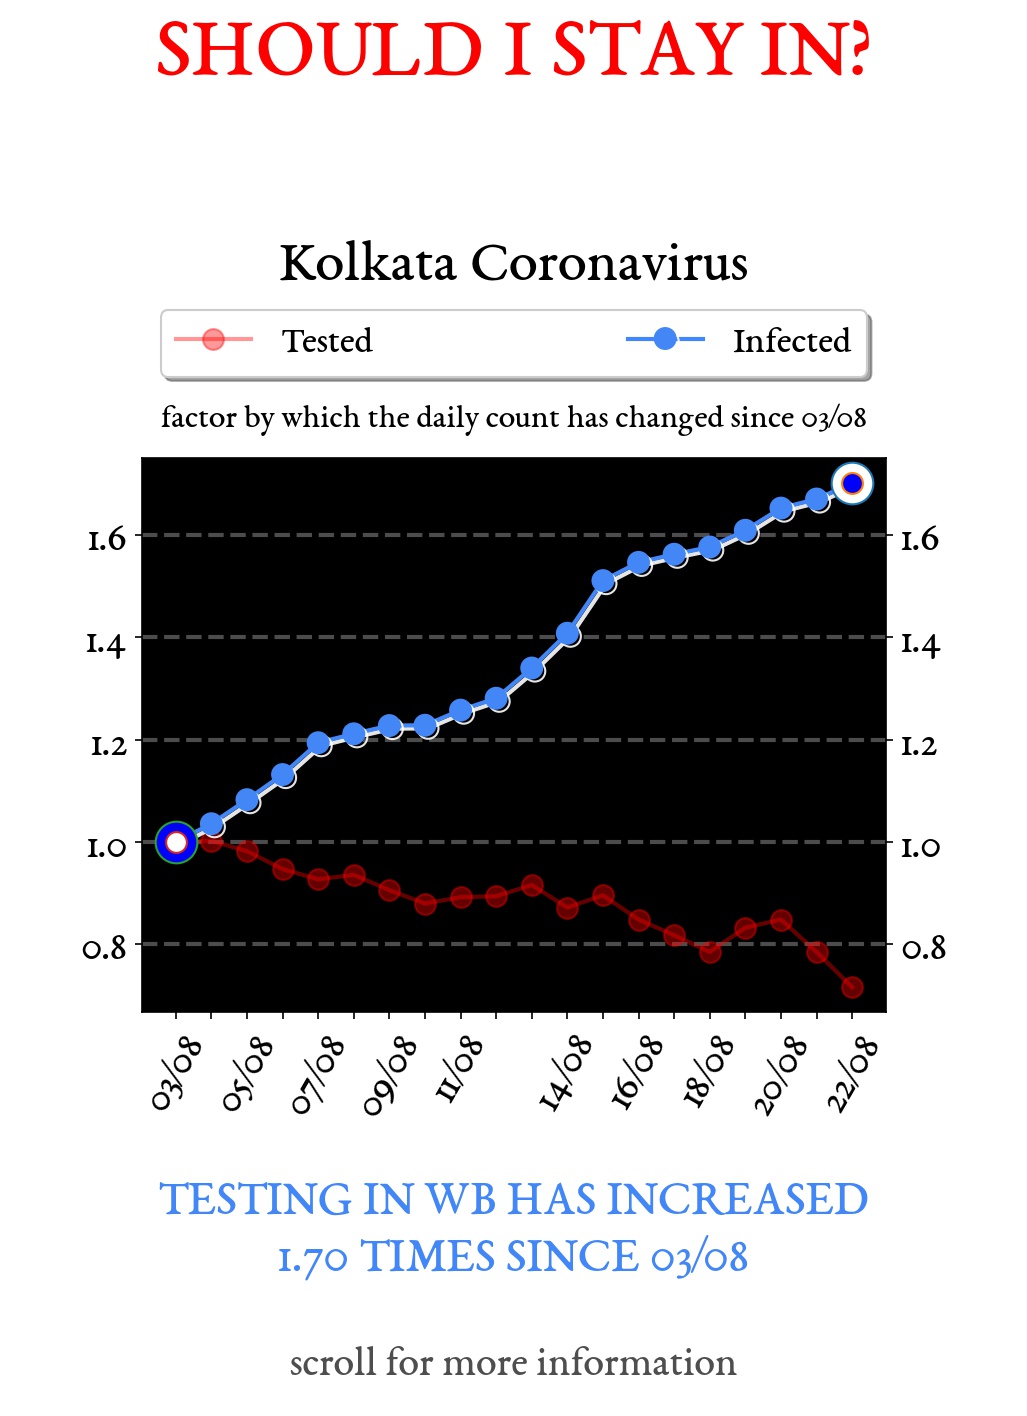 SHOULD I STAY IN?
Kolkata Coronavirus
Tested Infected
factor by which the daily count has changed since 03/08
1.6 1.6
1.4 1.4
1.2 1.2
1.0 1.0
0.8 0.8
03/08 05/08 07/08 09/08 11/08 14/08 16/08 18/08 20/08 22/08
TESTING IN WB HAS INCREASED
1.70 TIMES SINCE 03/08
scroll for more information